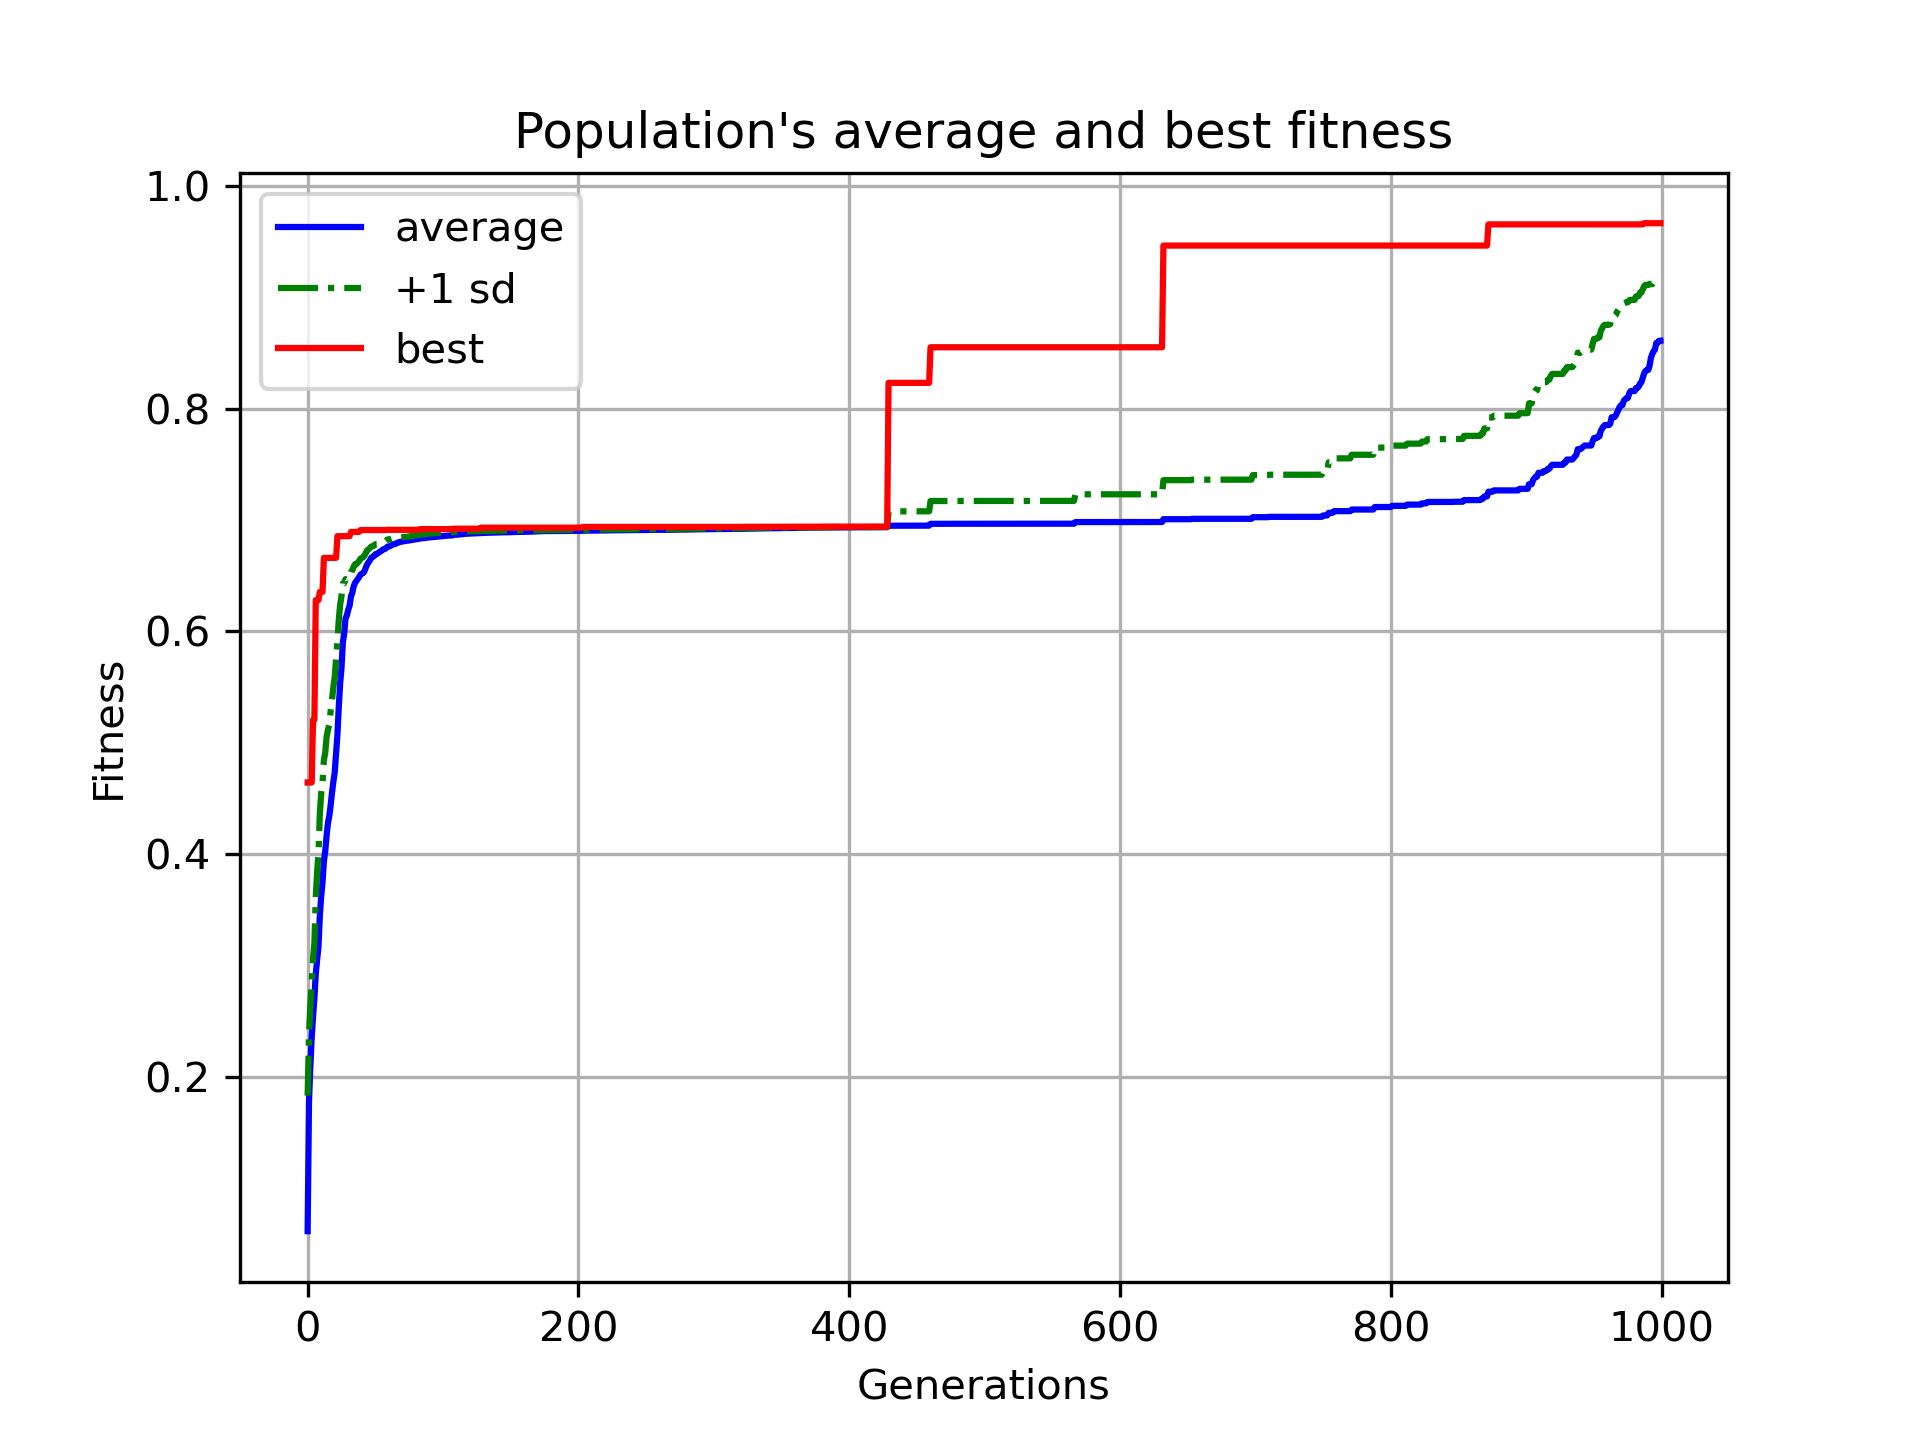 Population's average and best fitness
1.0
0.8
0.6
0.4
0.2
Fitness
average
+1 sd
best
0 200 400 600 800 1000
Generations